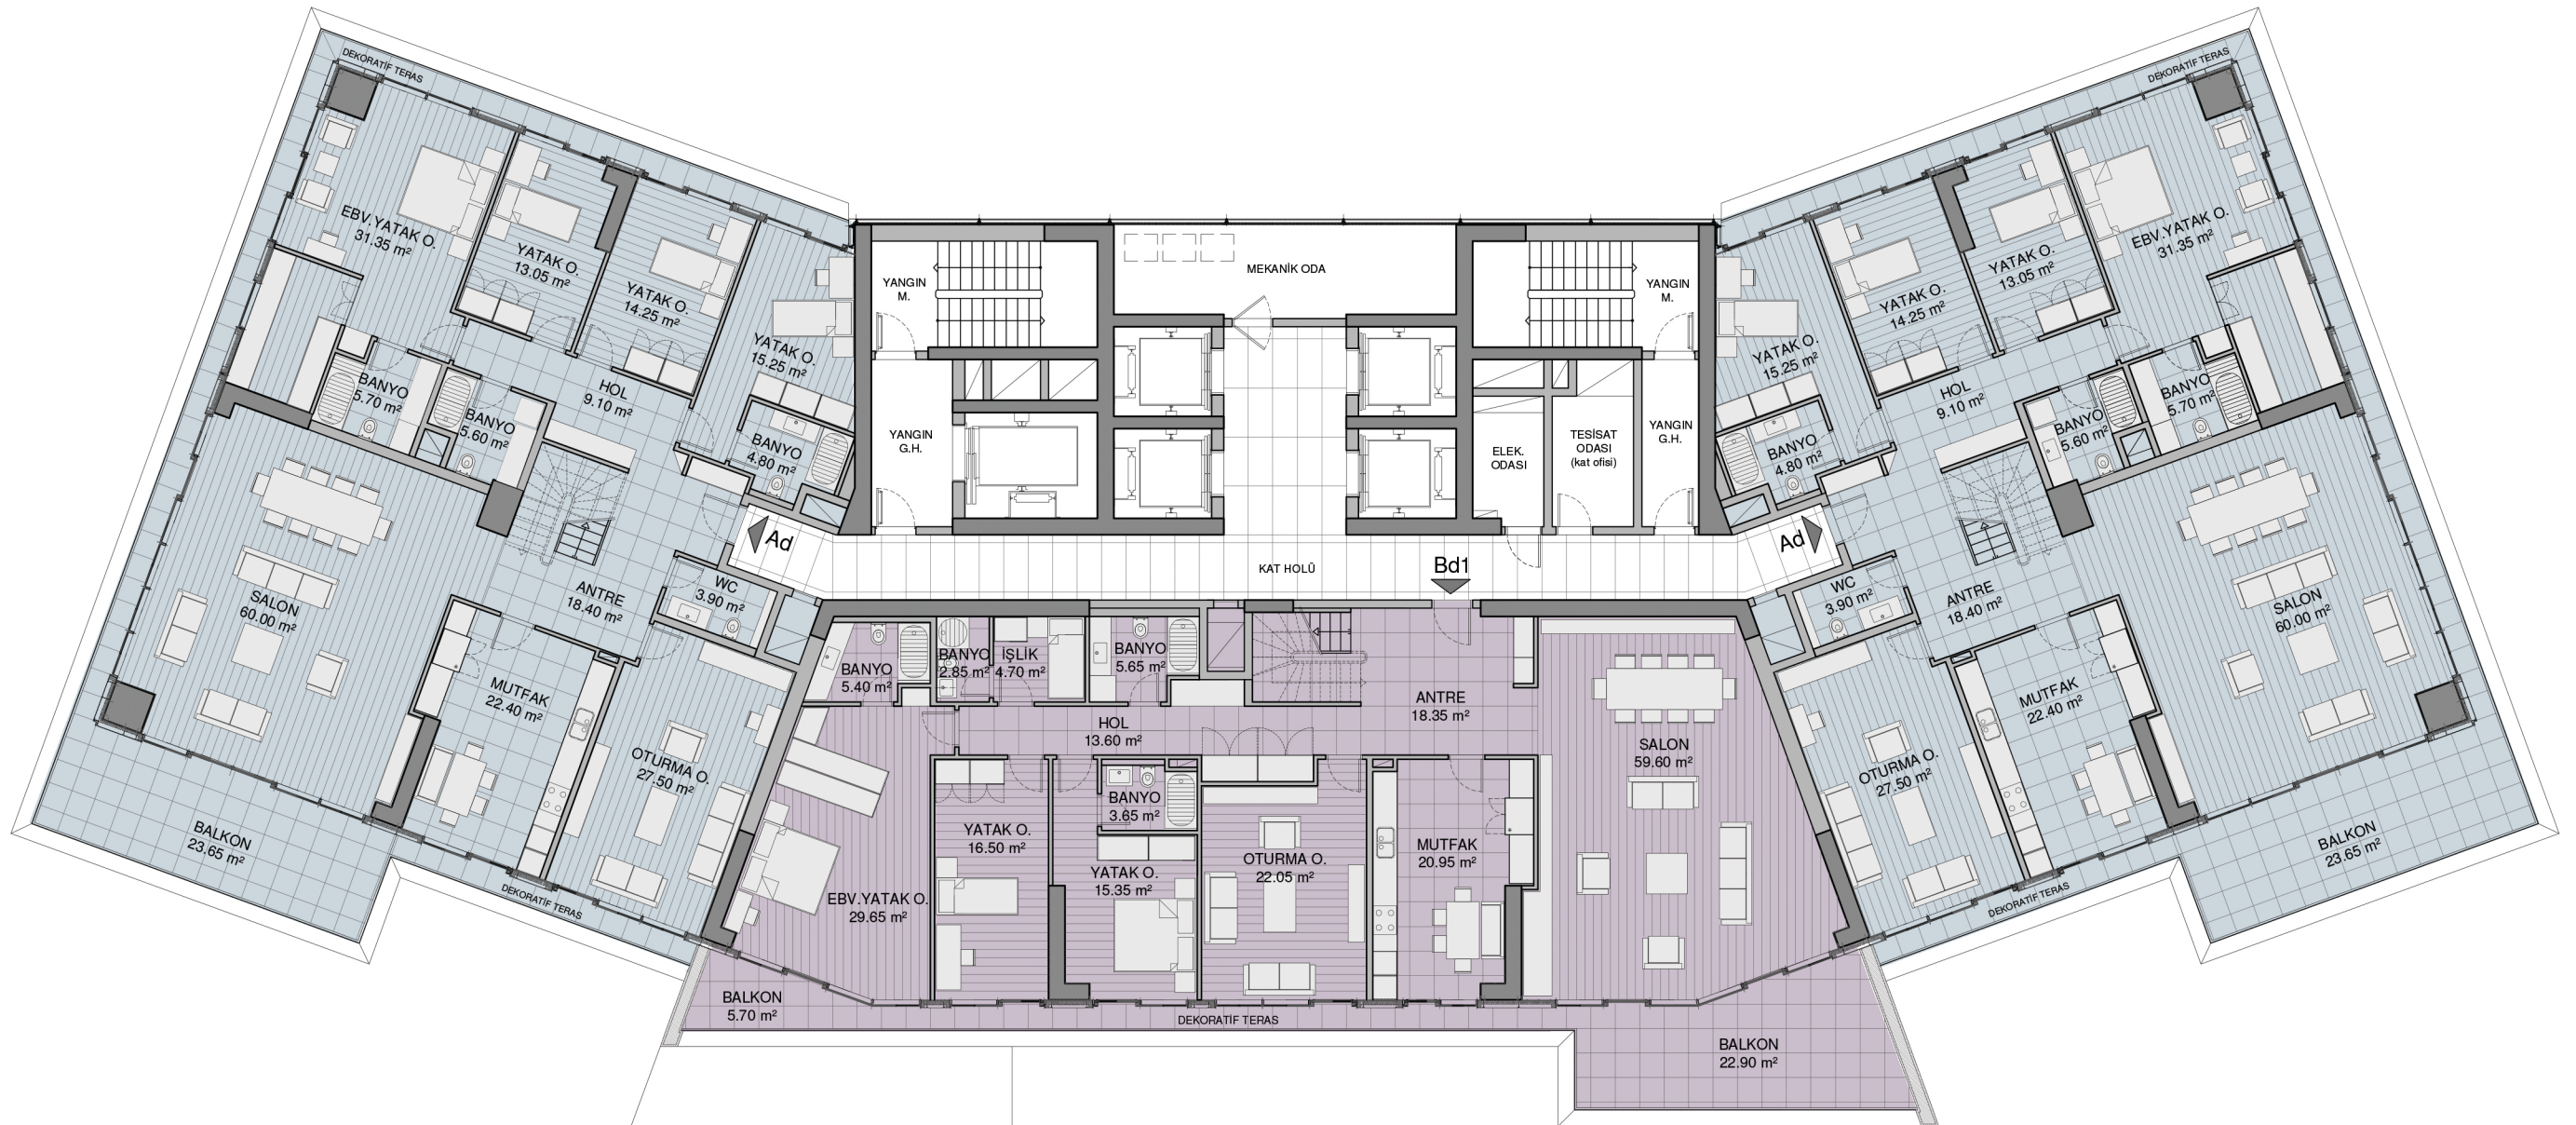 DEKORATİF TERAS
EBV.YATAK O.
31.35 m²
YATAK O.
13.05 m²
YATAK O.
14.25 m²
YATAK O.
15.25 m²
BANYO
5.70 m²
BANYO
5.60 m²
HOL
9.10 m²
BANYO
4.80 m²
SALON
60.00 m²
ANTRE
18.40 m²
WC
3.90 m²
MUTFAK
22.40 m²
OTURMA O.
27.50 m²
BALKON
23.65 m²
DEKORATİF TERAS
Ad
YANGIN
M.
YANGIN
G.H.
MEKANİK ODA
ELEK.
ODASI
TESİSAT
ODASI
(kat ofisi)
YANGIN
M.
YANGIN
G.H.
KAT HOLÜ
Bd1
Ad
BANYO
5.40 m²
BANYO
2.85 m²
İŞLİK
4.70 m²
BANYO
5.65 m²
HOL
13.60 m²
ANTRE
18.35 m²
SALON
59.60 m²
EBV.YATAK O.
29.65 m²
YATAK O.
16.50 m²
BANYO
3.65 m²
YATAK O.
15.35 m²
OTURMA O.
22.05 m²
MUTFAK
20.95 m²
BALKON
5.70 m²
DEKORATİF TERAS
BALKON
22.90 m²
DEKORATİF TERAS
EBV.YATAK O.
31.35 m²
YATAK O.
13.05 m²
YATAK O.
14.25 m²
YATAK O.
15.25 m²
HOL
9.10 m²
BANYO
5.70 m²
BANYO
5.60 m²
BANYO
4.80 m²
WC
3.90 m²
ANTRE
18.40 m²
SALON
60.00 m²
MUTFAK
22.40 m²
OTURMA O.
27.50 m²
BALKON
23.65 m²
DEKORATİF TERAS